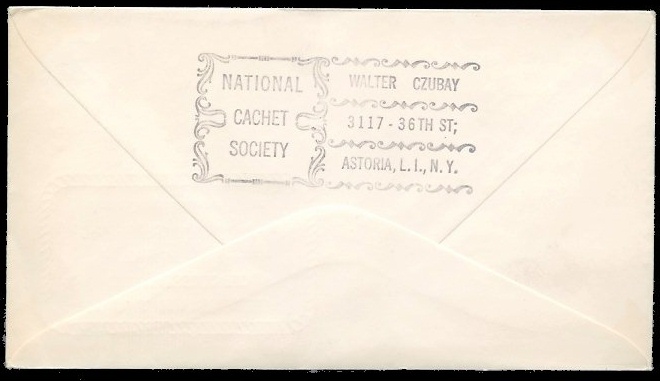 NATIONAL
CACHET
SOCIETY
WALTER CZUBAY
3117 - 36TH ST;
ASTORIA, L. I., N. Y.